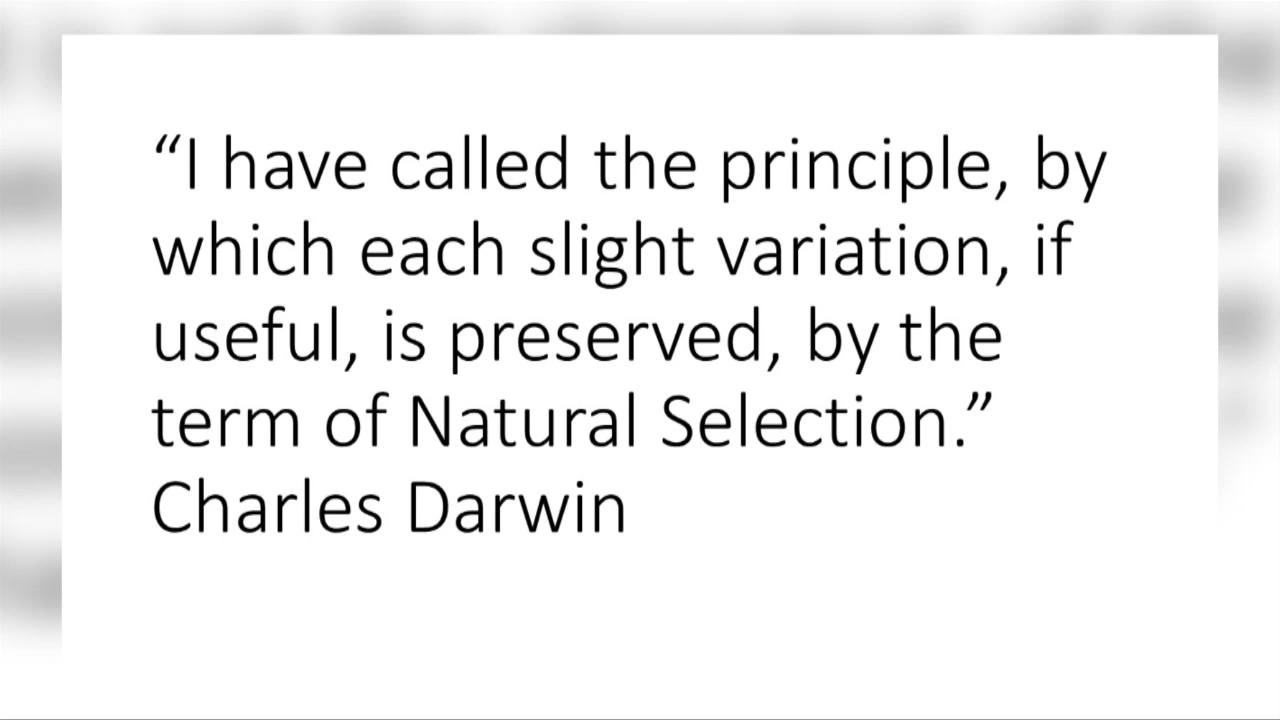 “I have called the principle, by
which each slight variation, if
useful, is preserved, by the
term of Natural Selection.”
Charles Darwin